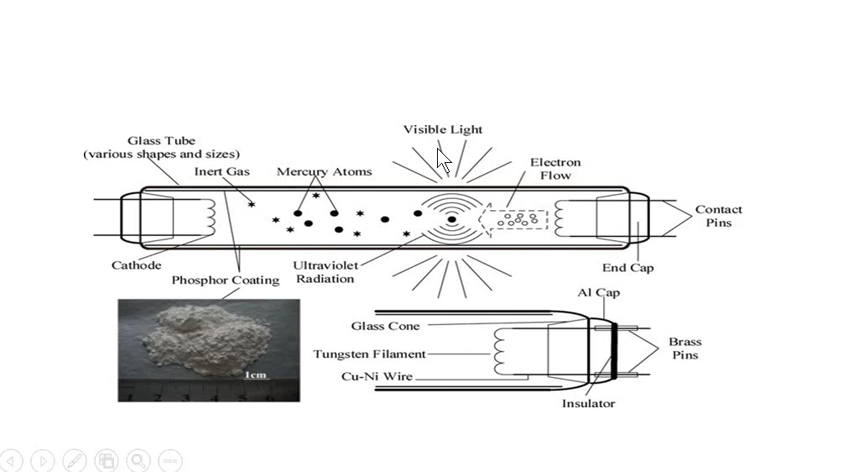 Visible Light
Glass Tube
(various shapes and sizes)
Inert Gas
Mercury Atoms
Electron
Flow
Contact
Pins
Cathode
Phosphor Coating
Ultraviolet
Radiation
End Cap
Al Cap
Glass Cone
Tungsten Filament
Cu-Ni Wire
Brass
Pins
Insulator
1cm